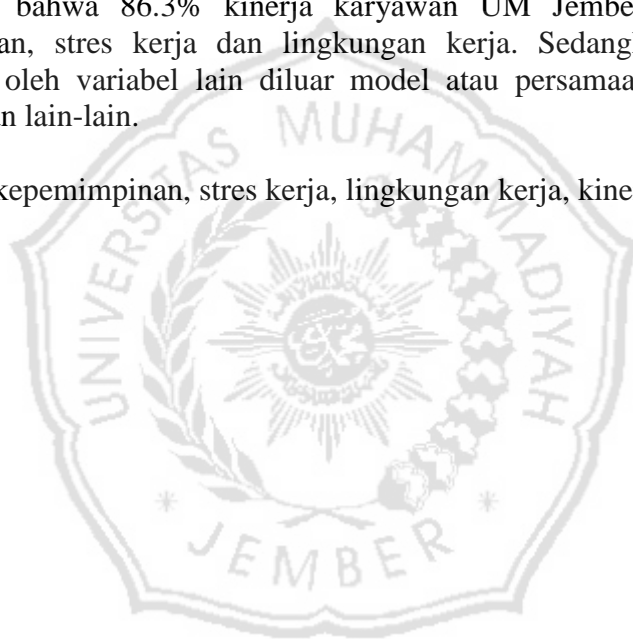 bahwa 86.3% kinerja karyawan UM Jembe
an, stres kerja dan lingkungan kerja. Sedang
oleh variabel lain diluar model atau persamaa
n lain-lain.
kepemimpinan, stres kerja, lingkungan kerja, kine
UNIVERSITAS MUHAMMADIYAH
* JEMBER *